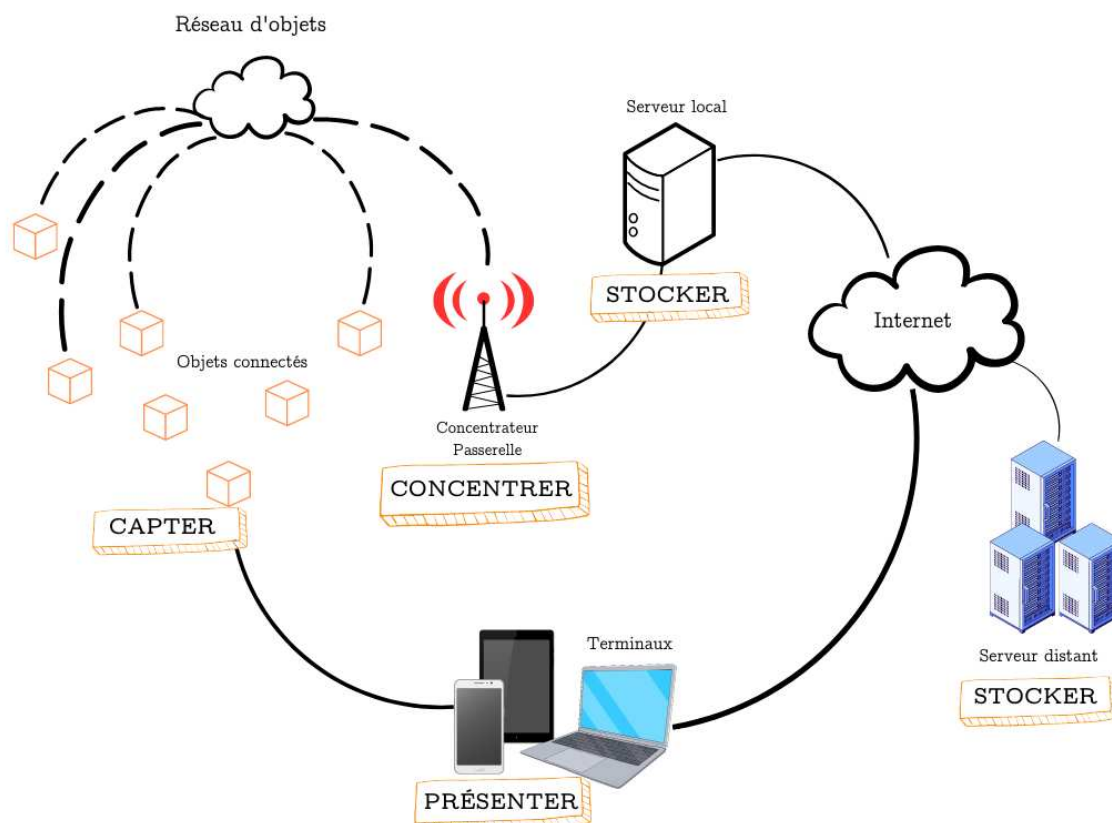 Réseau d'objets
Serveur local
STOCKER
Internet
Objets connectés
Concentrateur
Passerelle
CONCENTRER
CAPTER
Terminaux
Serveur distant
STOCKER
PRÉSENTER